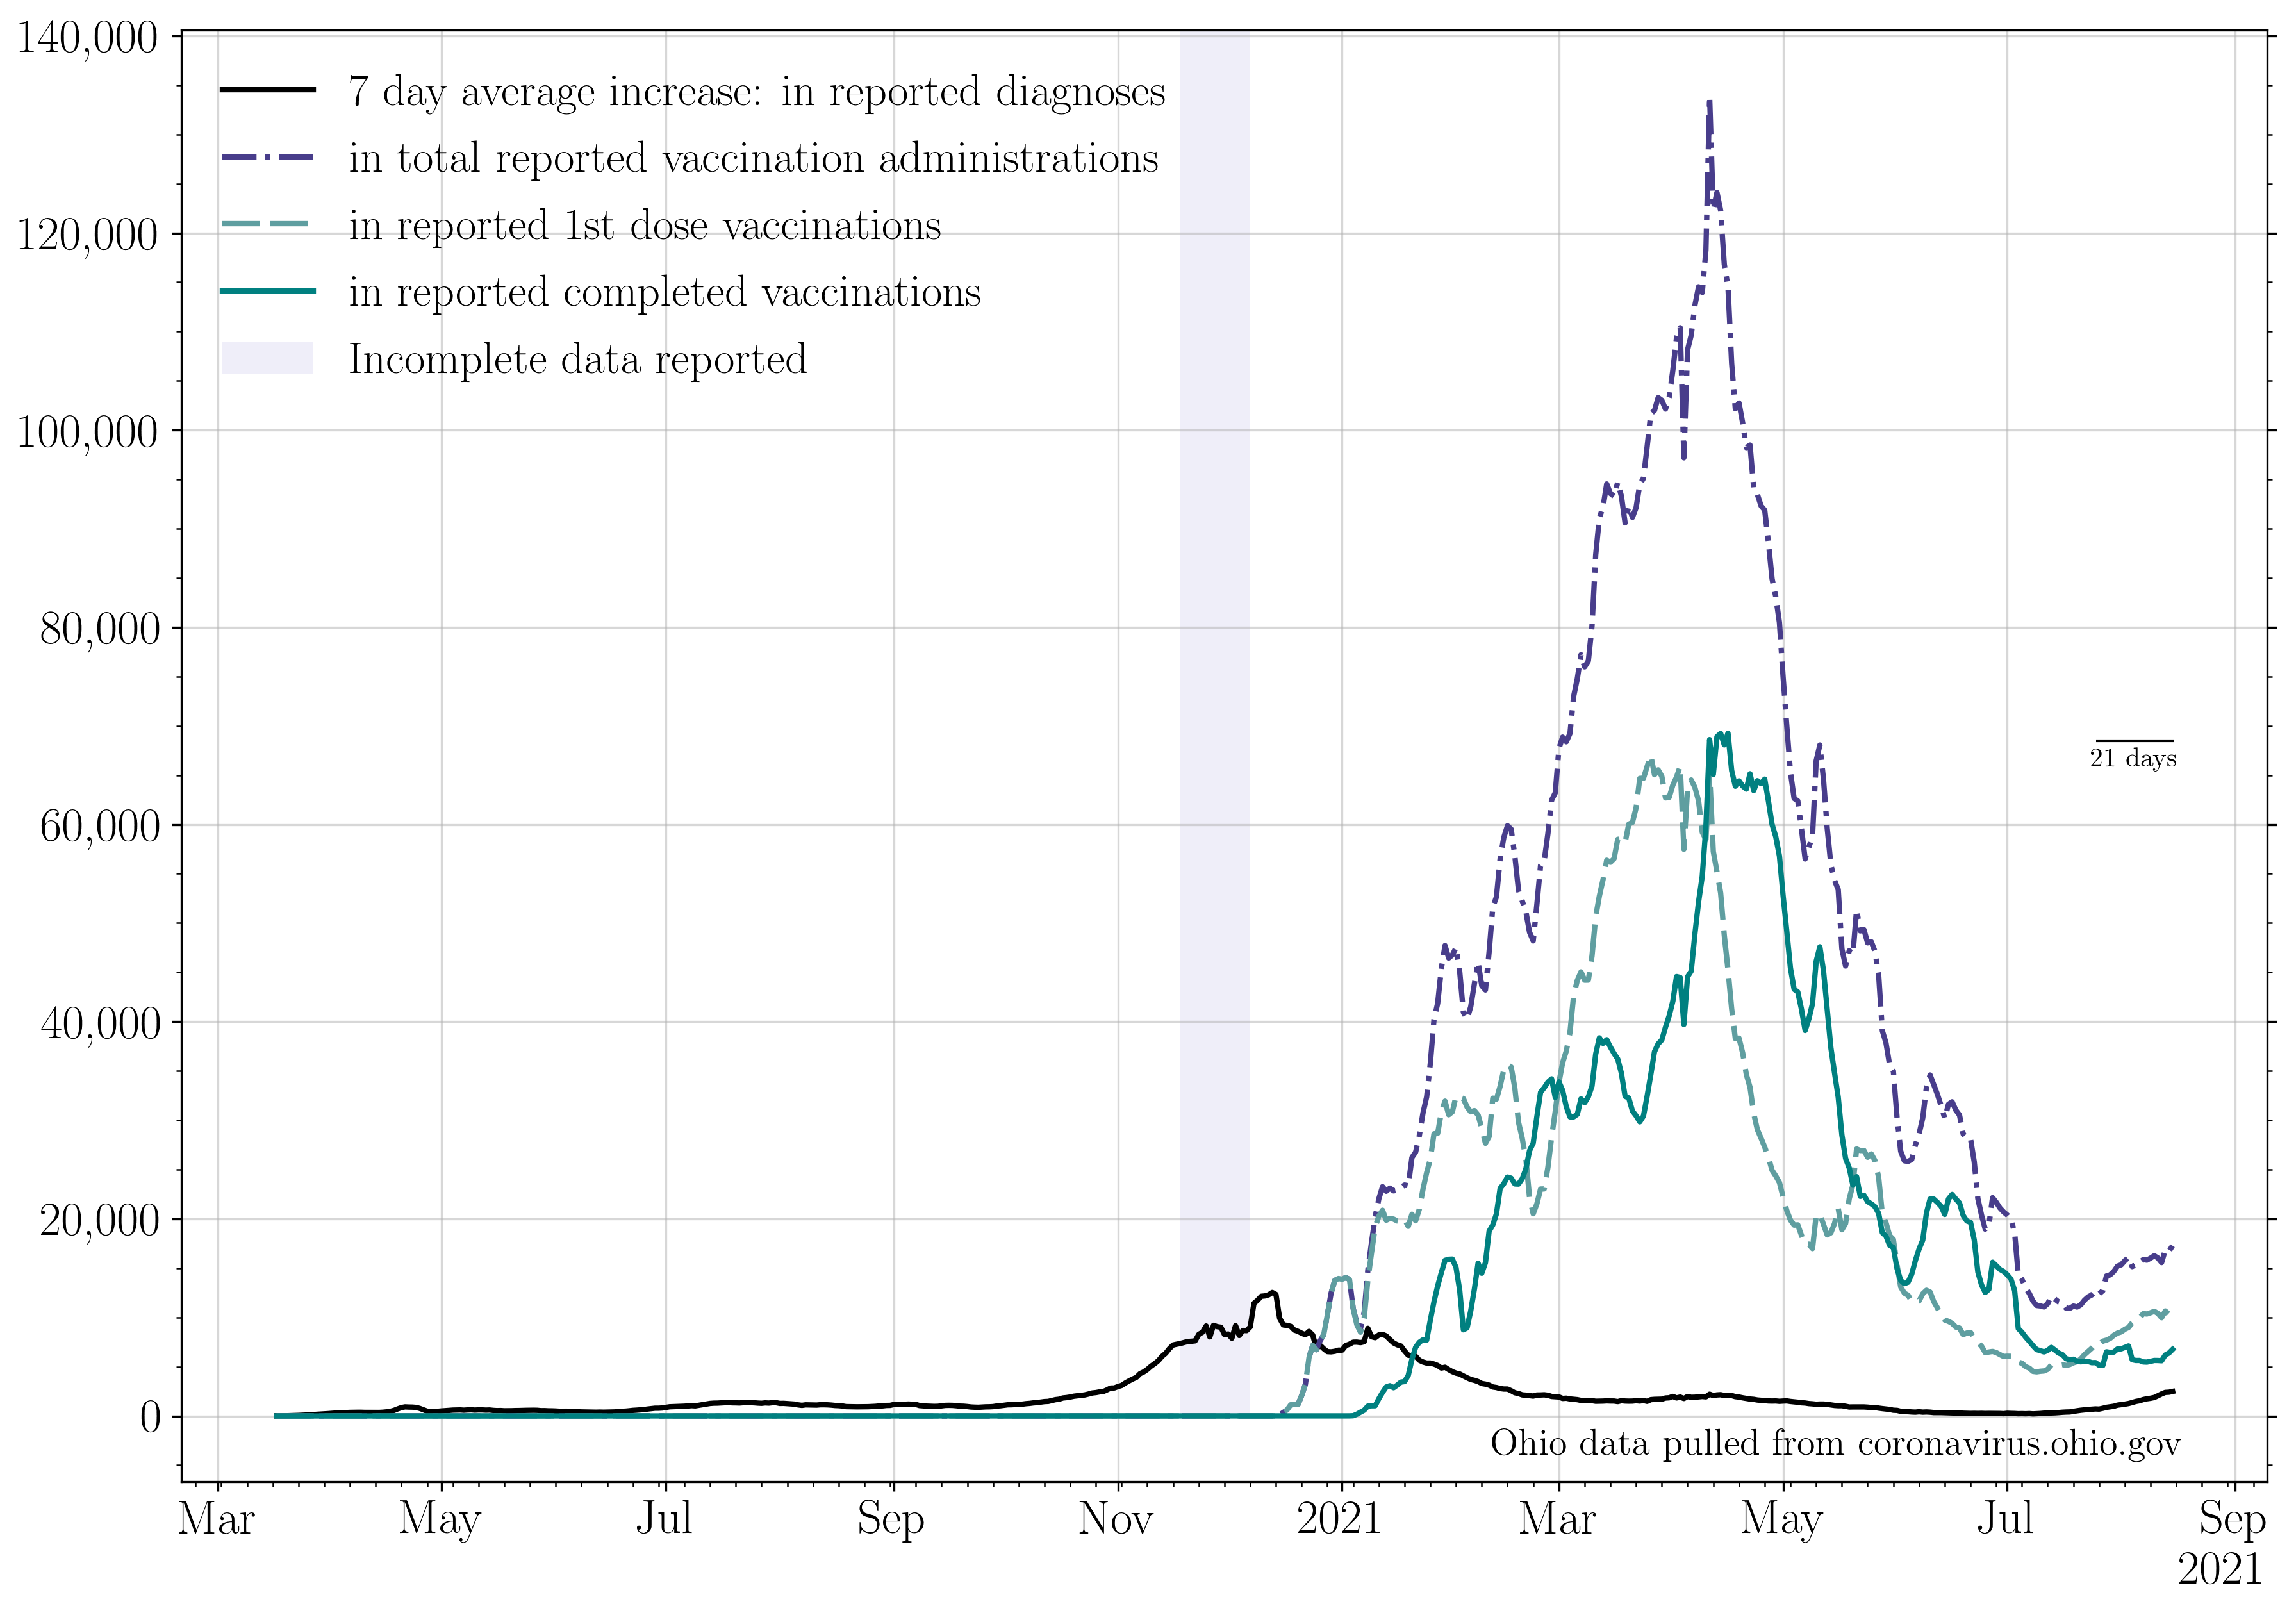 140,000
120,000
100,000
80,000
60,000
40,000
20,000
0
7 day average increase: in reported diagnoses
in total reported vaccination administrations
in reported 1st dose vaccinations
in reported completed vaccinations
Incomplete data reported
21 days
Ohio data pulled from coronavirus.ohio.gov
Mar May Jul Sep Nov 2021 Mar May Jul Sep
2021